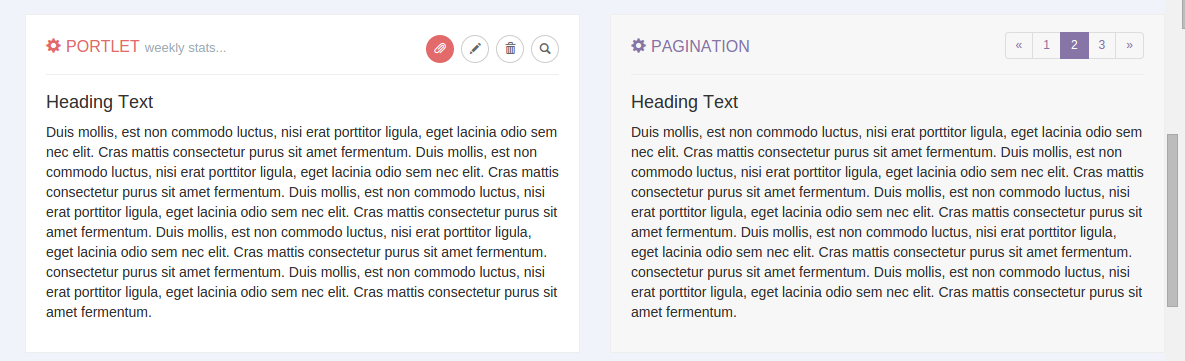 PORTLET weekly stats...
Heading Text
Duis mollis, est non commodo luctus, nisi erat porttitor ligula, eget lacinia odio sem
nec elit. Cras mattis consectetur purus sit amet fermentum. Duis mollis, est non
commodo luctus, nisi erat porttitor ligula, eget lacinia odio sem nec elit. Cras mattis
consectetur purus sit amet fermentum. Duis mollis, est non commodo luctus, nisi
erat porttitor ligula, eget lacinia odio sem nec elit. Cras mattis consectetur purus sit
amet fermentum. Duis mollis, est non commodo luctus, nisi erat porttitor ligula,
eget lacinia odio sem nec elit. Cras mattis consectetur purus sit amet fermentum.
consectetur purus sit amet fermentum. Duis mollis, est non commodo luctus, nisi
erat porttitor ligula, eget lacinia odio sem nec elit. Cras mattis consectetur purus sit
amet fermentum.
PAGINATION « 1 2 3 »
Heading Text
Duis mollis, est non commodo luctus, nisi erat porttitor ligula, eget lacinia odio sem
nec elit. Cras mattis consectetur purus sit amet fermentum. Duis mollis, est non
commodo luctus, nisi erat porttitor ligula, eget lacinia odio sem nec elit. Cras mattis
consectetur purus sit amet fermentum. Duis mollis, est non commodo luctus, nisi
erat porttitor ligula, eget lacinia odio sem nec elit. Cras mattis consectetur purus sit
amet fermentum. Duis mollis, est non commodo luctus, nisi erat porttitor ligula,
eget lacinia odio sem nec elit. Cras mattis consectetur purus sit amet fermentum.
consectetur purus sit amet fermentum. Duis mollis, est non commodo luctus, nisi
erat porttitor ligula, eget lacinia odio sem nec elit. Cras mattis consectetur purus sit
amet fermentum.